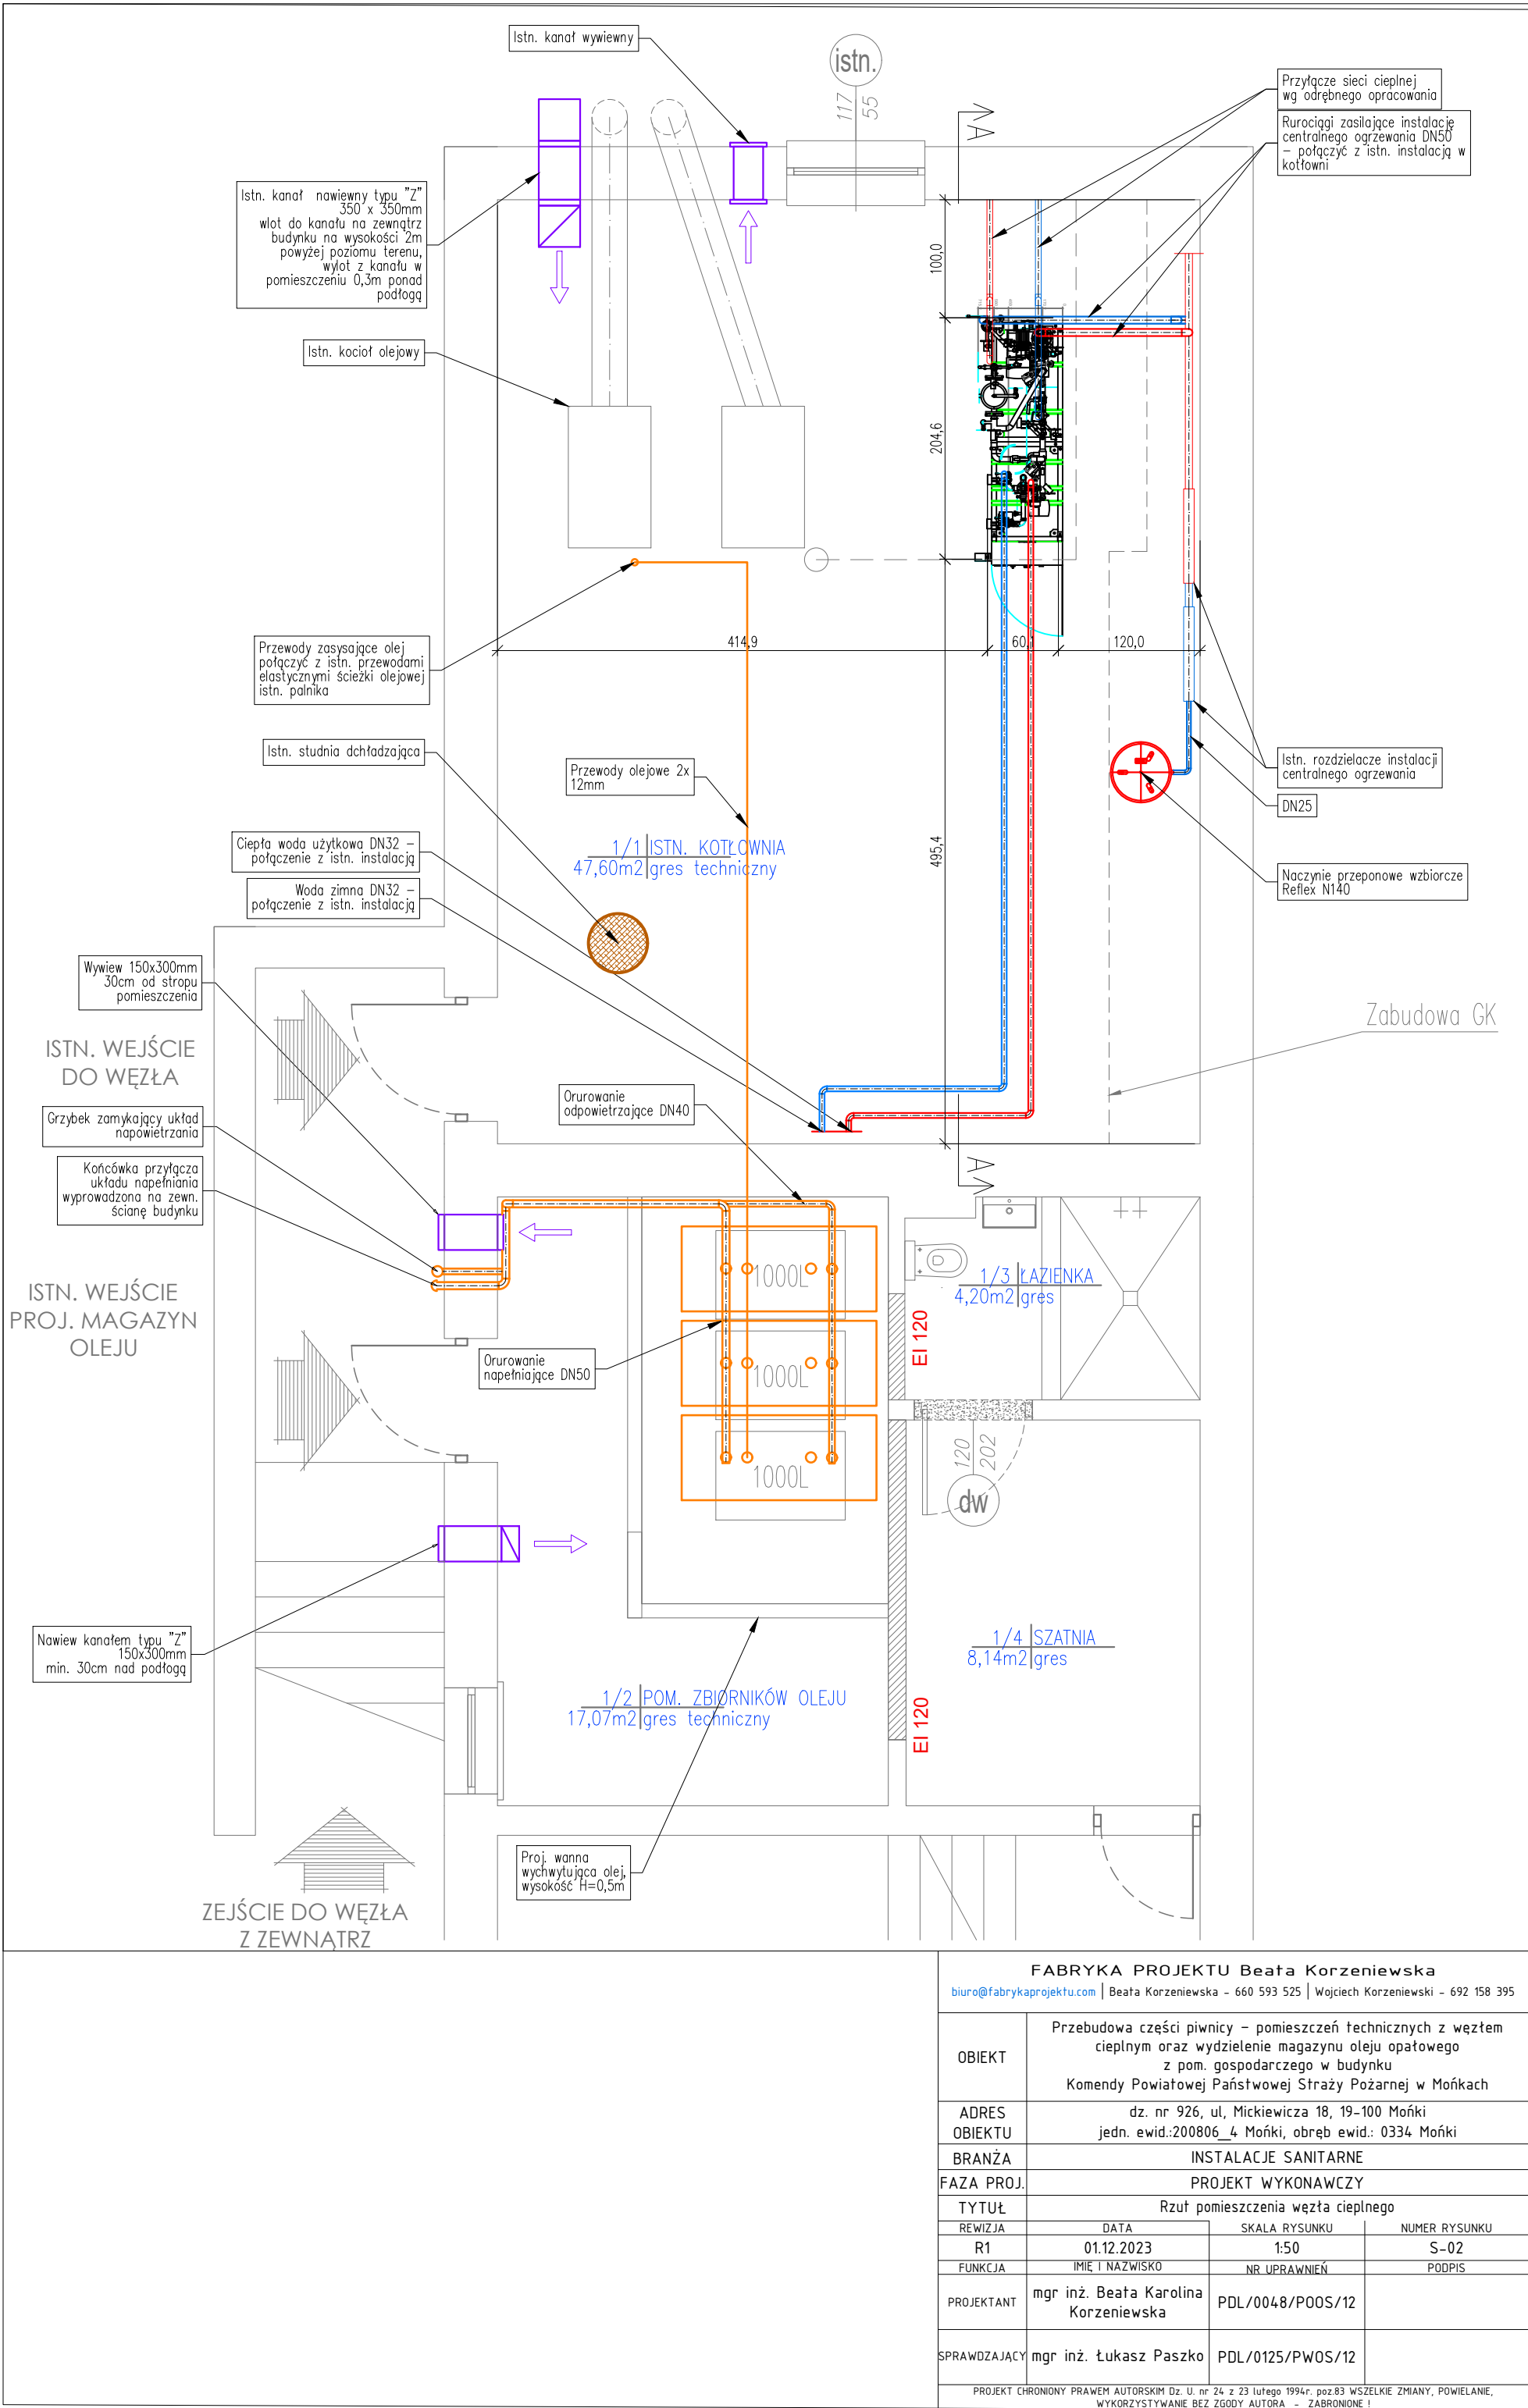 Istn. kanał wywiewny
istn.
117
55
A
Przyłącze sieci cieplnej
wg odrębnego opracowania
Rurociągi zasilające instalację
centralnego ogrzewania DN50
– połączyć z istn. instalacją w
kotłowni
Istn. kanał nawiewny typu "Z"
350 x 350mm
wlot do kanału na zewnątrz
budynku na wysokości 2m
powyżej poziomu terenu,
wylot z kanału w
pomieszczeniu 0,3m ponad
podłogą
100,0
Istn. kocioł olejowy
204,6
414,9
60,1
120,0
Przewody zasysające olej
połączyć z istn. przewodami
elastycznymi ścieżki olejowej
istn. palnika
Istn. studnia dchładzająca
Przewody olejowe 2x
12mm
Istn. rozdzielacze instalacji
centralnego ogrzewania
DN25
Ciepła woda użytkowa DN32 –
połączenie z istn. instalacją
1/1 ISTN. KOTŁOWNIA
47,60m2 gres techniczny
495,4
Naczynie przeponowe wzbiorcze
Reflex N140
Woda zimna DN32 –
połączenie z istn. instalacją
Wywiew 150x300mm
30cm od stropu
pomieszczenia
Zabudowa GK
ISTN. WEJŚCIE
DO WĘZŁA
Orurowanie
odpowietrzające DN40
Grzybek zamykający układ
napowietrzania
Końcówka przyłącza
układu napełniania
wyprowadzona na zewn.
ścianę budynku
A
1000L
1/3 ŁAZIENKA
4,20m2 gres
ISTN. WEJŚCIE
PROJ. MAGAZYN
OLEJU
EI 120
Orurowanie
napełniające DN50
1000L
120
202
1000L
dw
Nawiew kanałem typu "Z"
150x300mm
min. 30cm nad podłogą
1/4 SZATNIA
8,14m2 gres
1/2 POM. ZBIORNIKÓW OLEJU
17,07m2 gres techniczny
EI 120
Proj. wanna
wychwytująca olej,
wysokość H=0,5m
ZEJŚCIE DO WĘZŁA
Z ZEWNĄTRZ
FABRYKA PROJEKTU Beata Korzeniewska
biuro@fabrykaprojektu.com | Beata Korzeniewska - 660 593 525 | Wojciech Korzeniewski - 692 158 395
OBIEKT
Przebudowa części piwnicy – pomieszczeń technicznych z węzłem
cieplnym oraz wydzielenie magazynu oleju opałowego
z pom. gospodarczego w budynku
Komendy Powiatowej Państwowej Straży Pożarnej w Mońkach
ADRES
OBIEKTU
dz. nr 926, ul, Mickiewicza 18, 19-100 Mońki
jedn. ewid.:200806_4 Mońki, obręb ewid.: 0334 Mońki
BRANŻA INSTALACJE SANITARNE
FAZA PROJ. PROJEKT WYKONAWCZY
TYTUŁ Rzut pomieszczenia węzła cieplnego
REWIZJA DATA SKALA RYSUNKU NUMER RYSUNKU
R1 01.12.2023 1:50 S-02
FUNKCJA IMIĘ I NAZWISKO NR UPRAWNIEŃ PODPIS
PROJEKTANT mgr inż. Beata Karolina
Korzeniewska PDL/0048/POOS/12
SPRAWDZAJĄCY mgr inż. Łukasz Paszko PDL/0125/PWOS/12
PROJEKT CHRONIONY PRAWEM AUTORSKIM Dz. U. nr 24 z 23 lutego 1994r. poz.83 WSZELKIE ZMIANY, POWIELANIE,
WYKORZYSTYWANIE BEZ ZGODY AUTORA - ZABRONIONE !